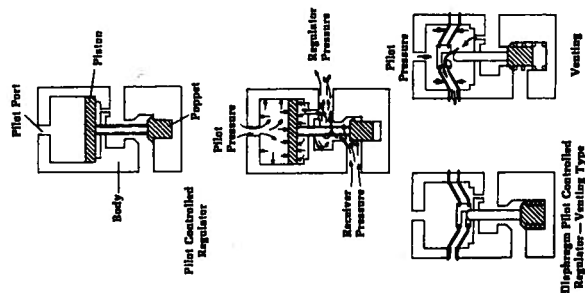 Pilot Port
Piston
Body
Poppet
Pilot Controlled
Regulator
Pilot
Pressure
Regulator
Pressure
Receiver
Pressure
Pilot
Pressure
Venting
Diaphragm Pilot Controlled
Regulator—Venting Type